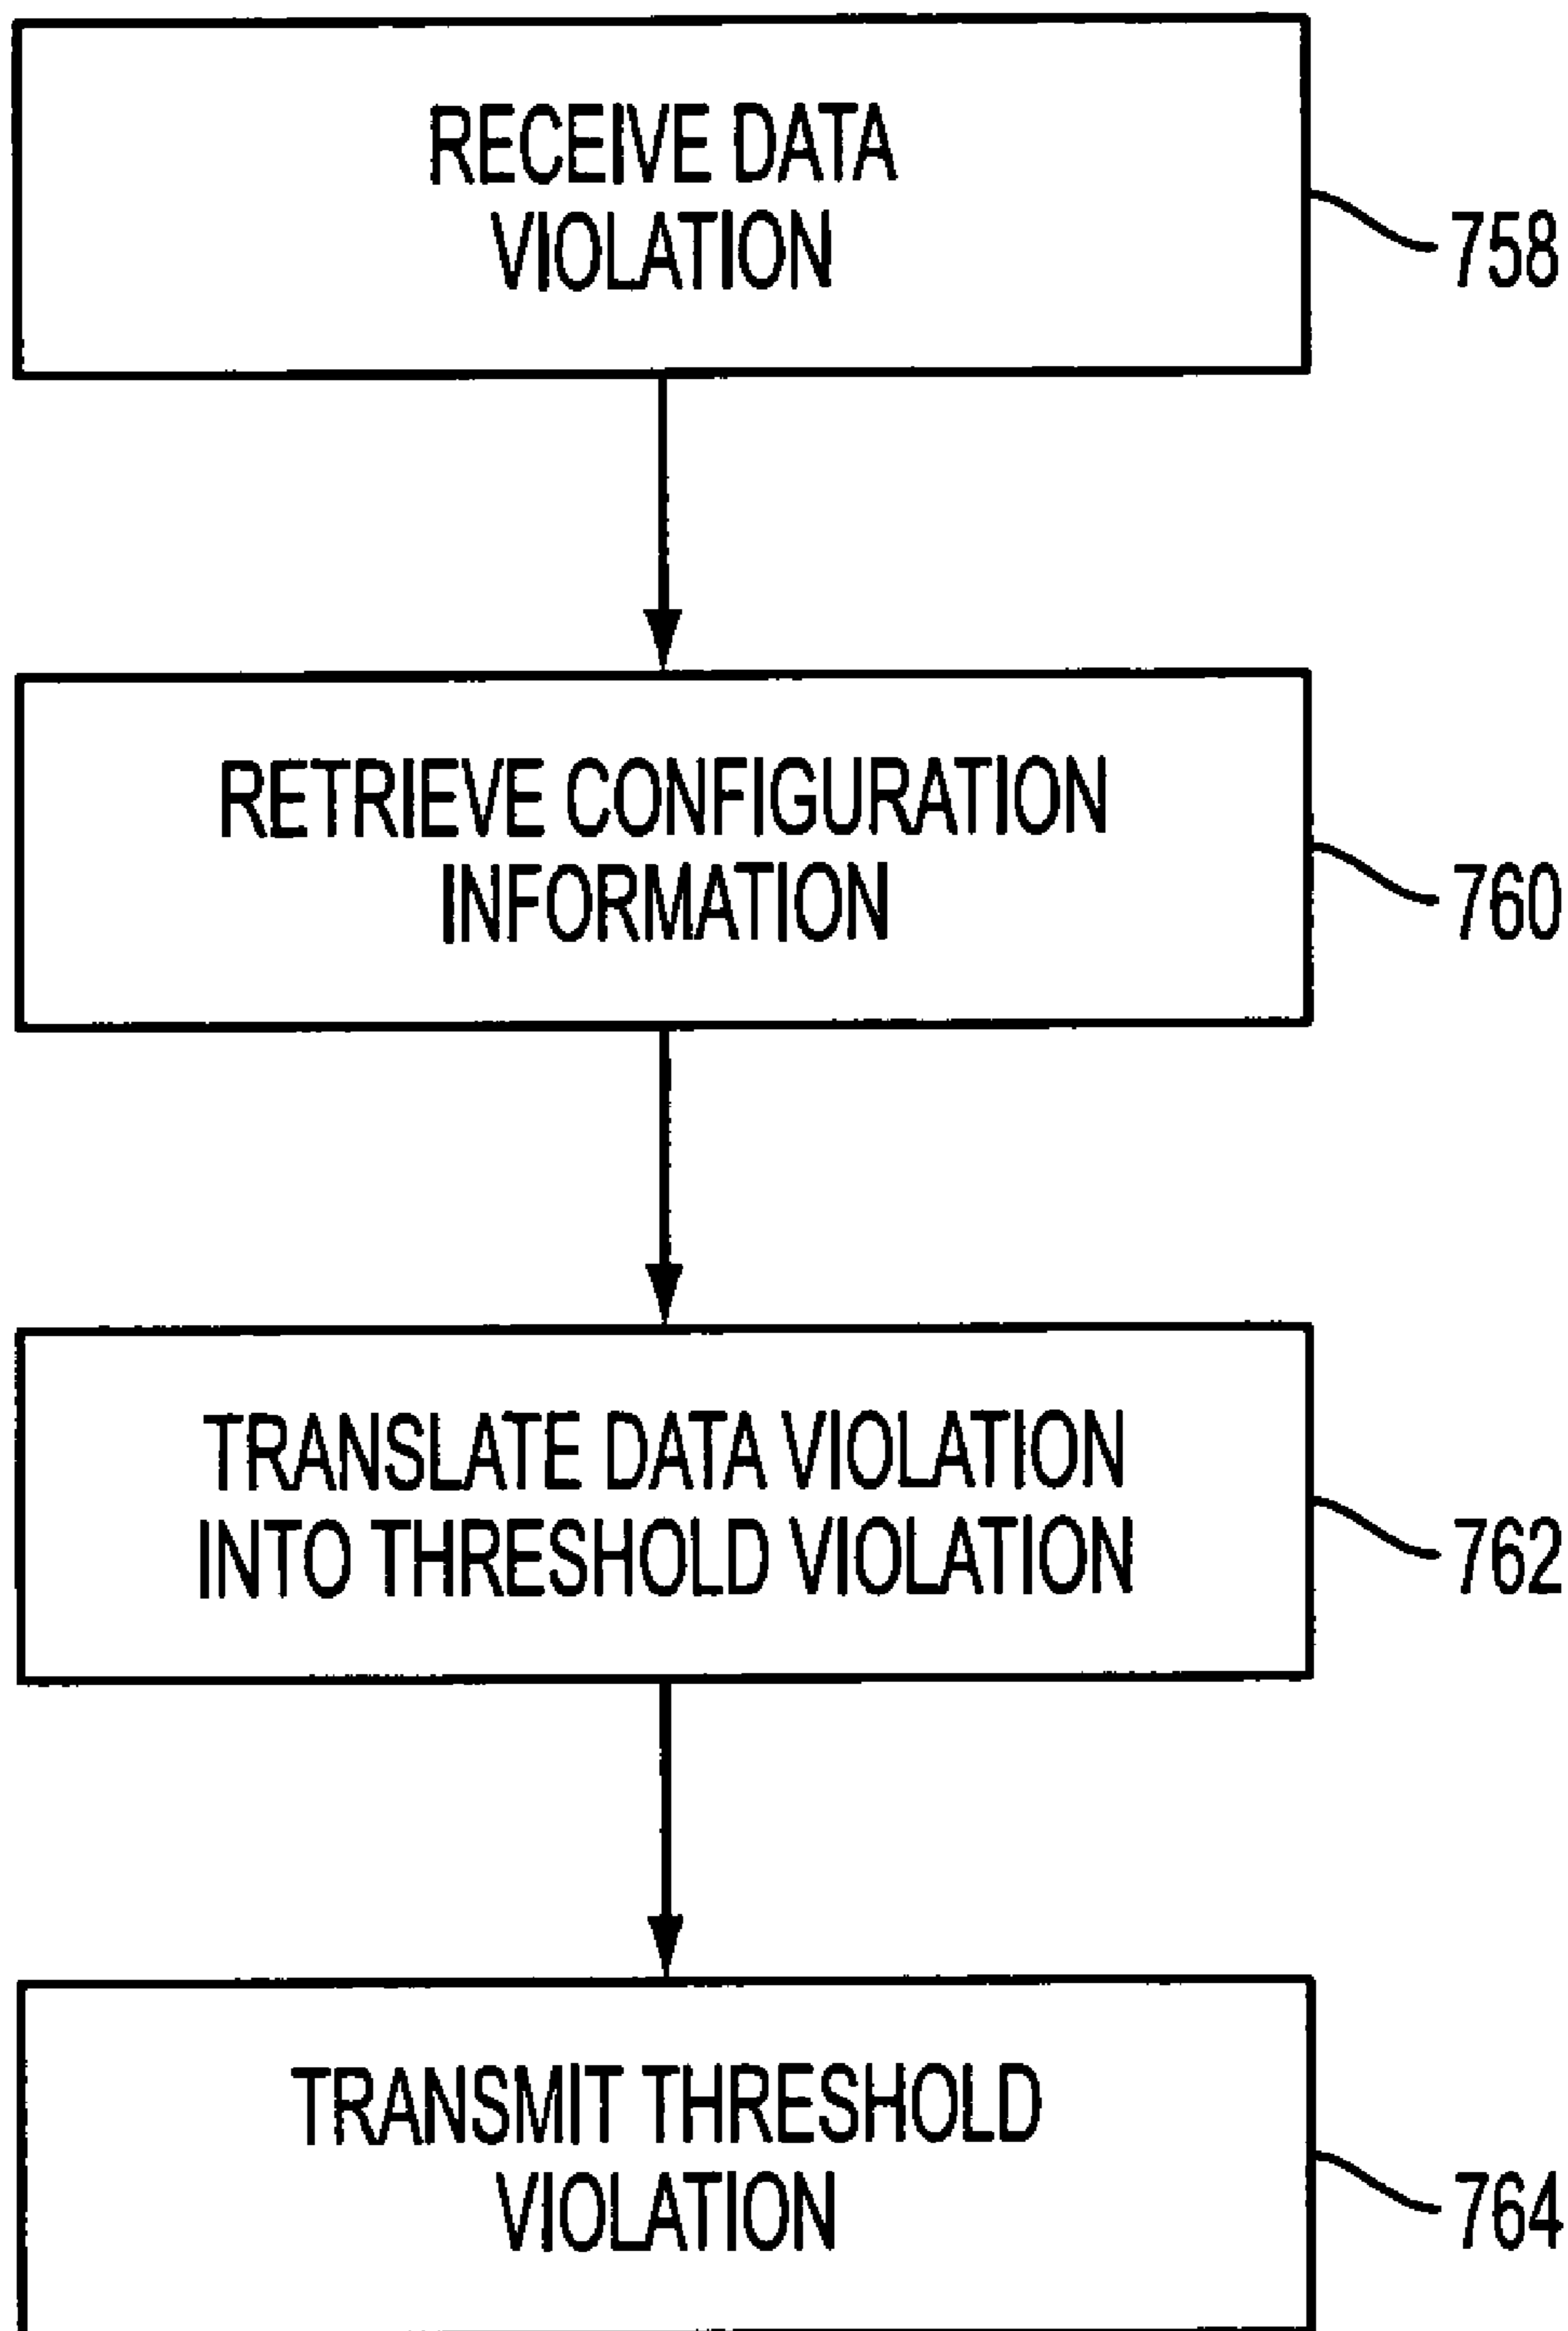 RECEIVE DATA
VIOLATION
758
RETRIEVE CONFIGURATION
INFORMATION
760
TRANSLATE DATA VIOLATION
INTO THRESHOLD VIOLATION
762
TRANSMIT THRESHOLD
VIOLATION
764